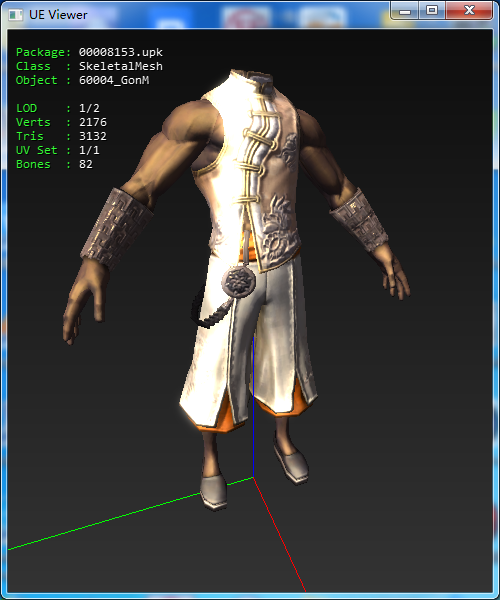 UE Viewer
Package: 00008153.upk
Class : SkeletalMesh
Object : 60004_GonM
LOD : 1/2
Verts : 2176
Tris : 3132
UV Set : 1/1
Bones : 82